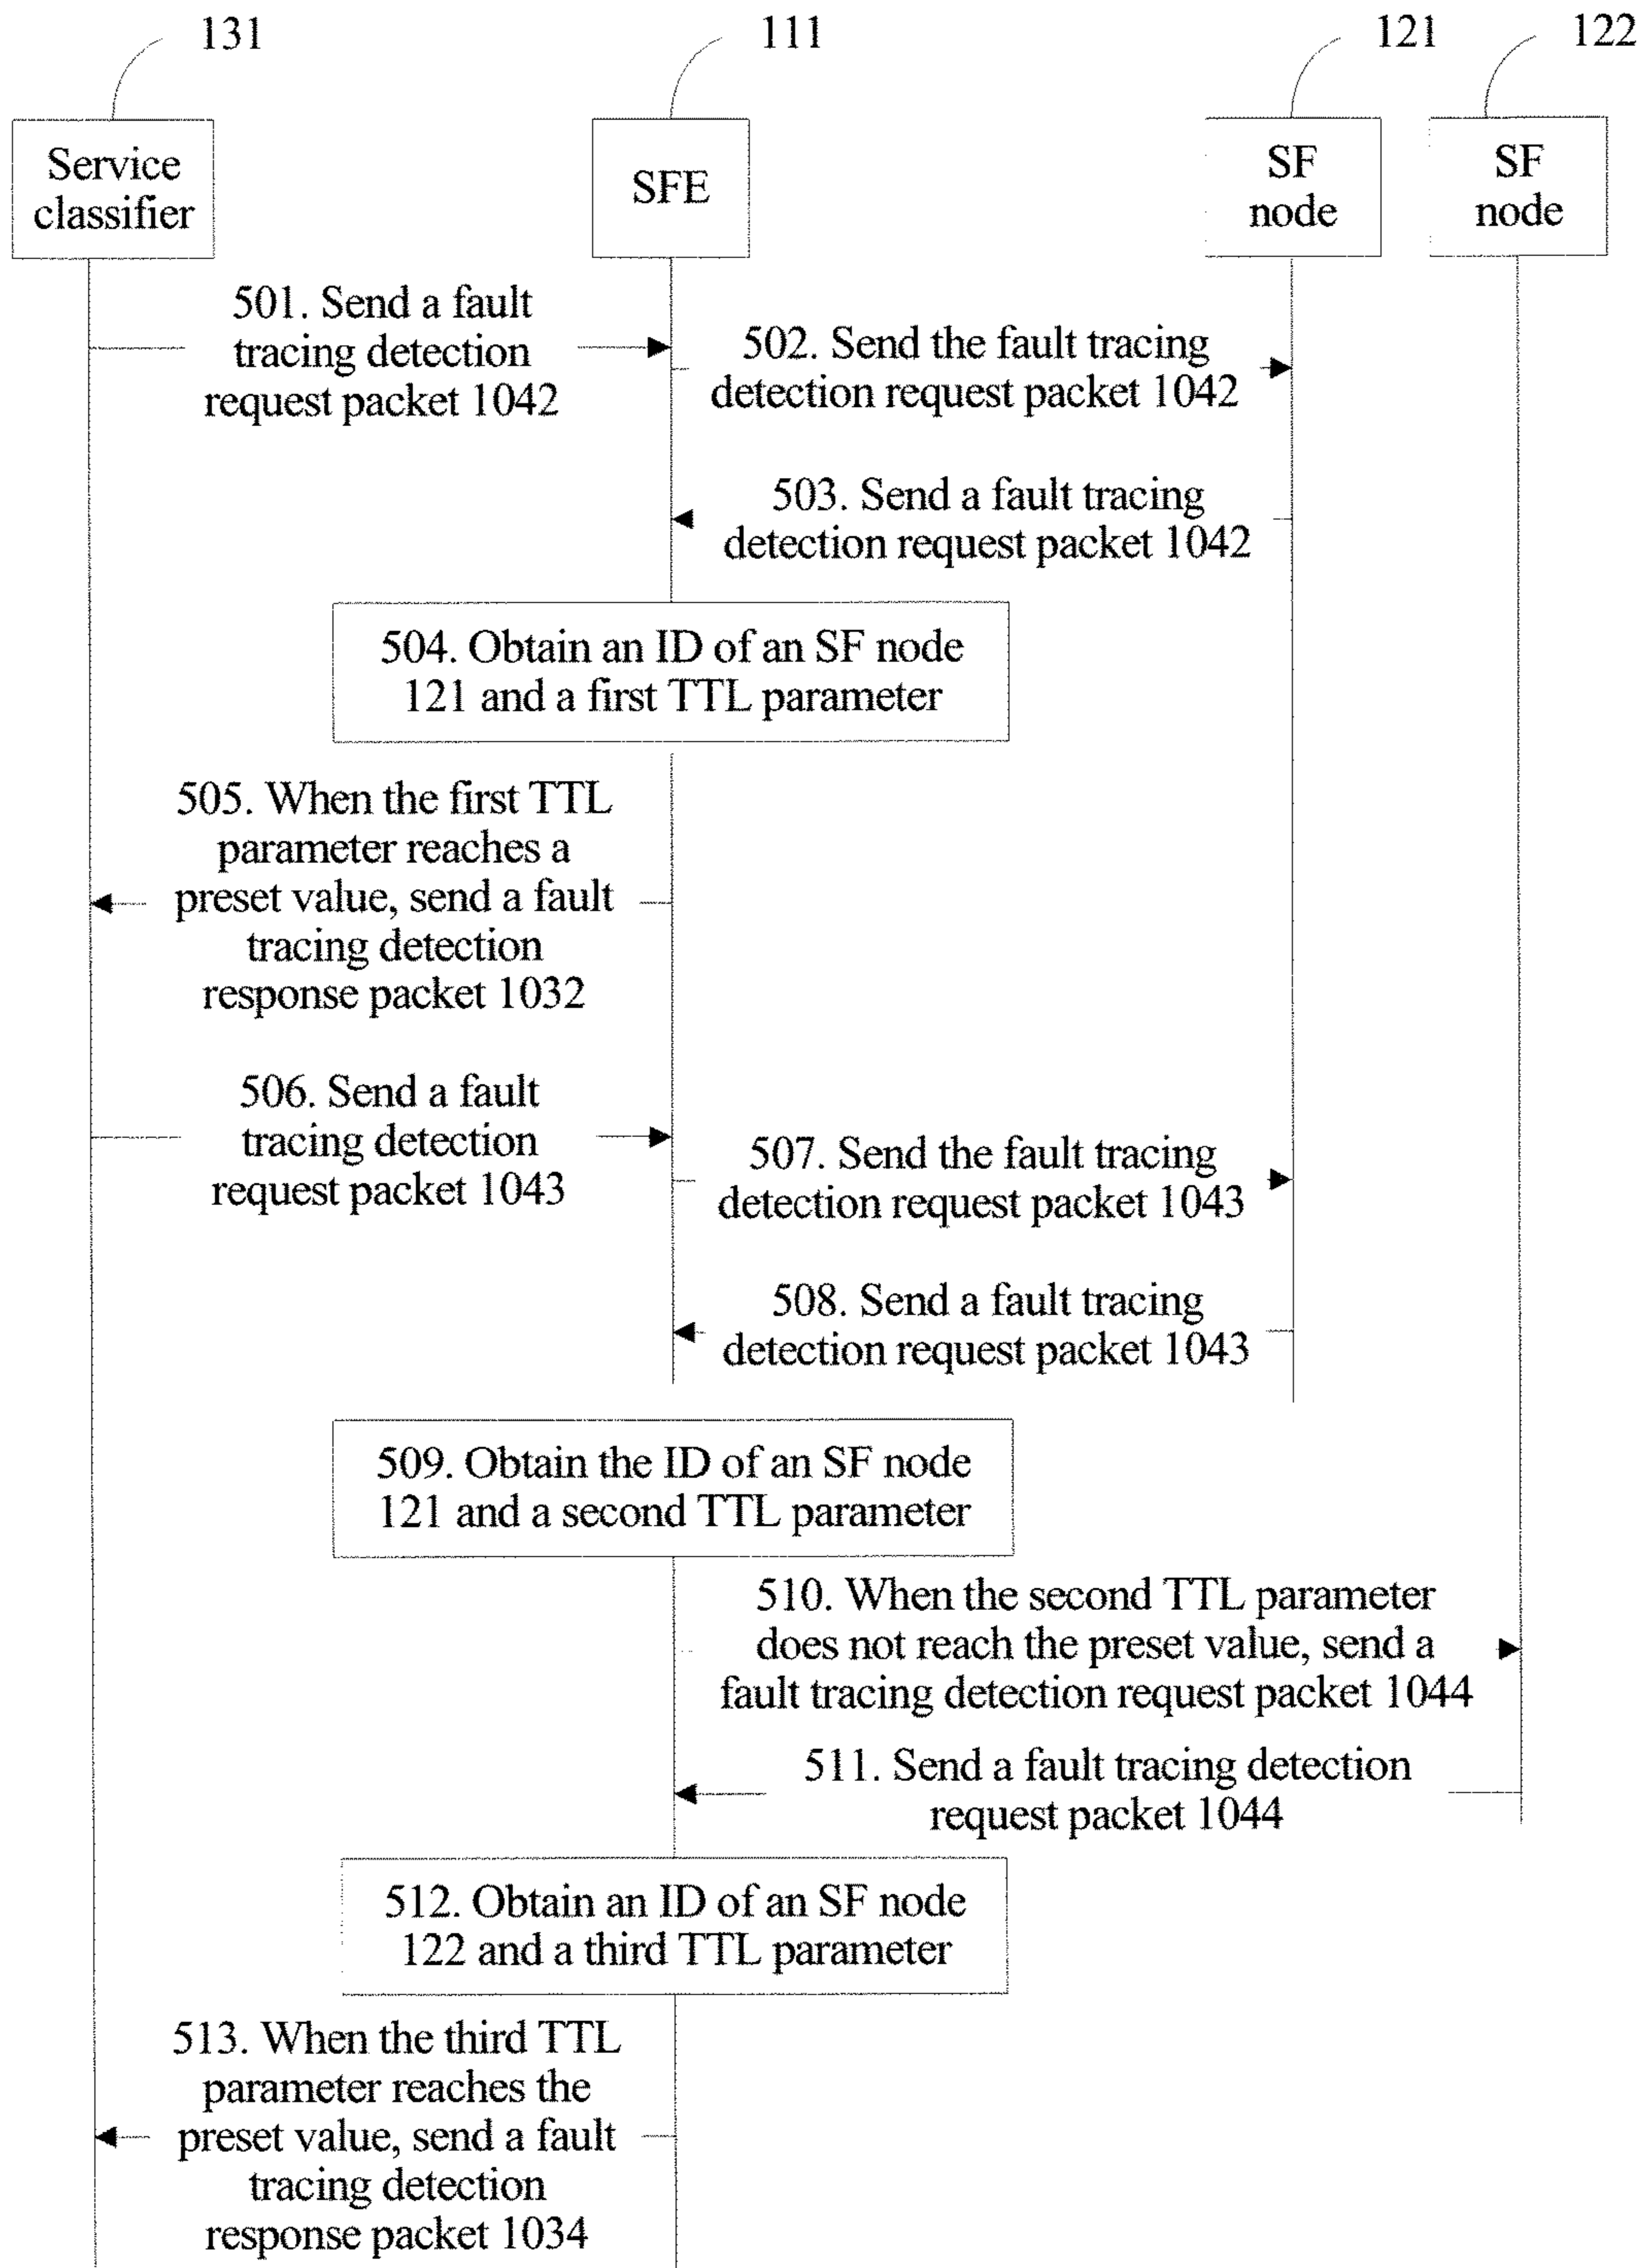 131
111
121
122
Service
classifier
SFE
SF
node
SF
node
501. Send a fault
tracing detection
request packet 1042
502. Send the fault tracing
detection request packet 1042
503. Send a fault tracing
detection request packet 1042
504. Obtain an ID of an SF node
121 and a first TTL parameter
505. When the first TTL
parameter reaches a
preset value, send a fault
tracing detection
response packet 1032
506. Send a fault
tracing detection
request packet 1043
507. Send the fault tracing
detection request packet 1043
508. Send a fault tracing
detection request packet 1043
509. Obtain the ID of an SF node
121 and a second TTL parameter
510. When the second TTL parameter
does not reach the preset value, send a
fault tracing detection request packet 1044
511. Send a fault tracing detection
request packet 1044
512. Obtain an ID of an SF node
122 and a third TTL parameter
513. When the third TTL
parameter reaches the
preset value, send a fault
tracing detection
response packet 1034